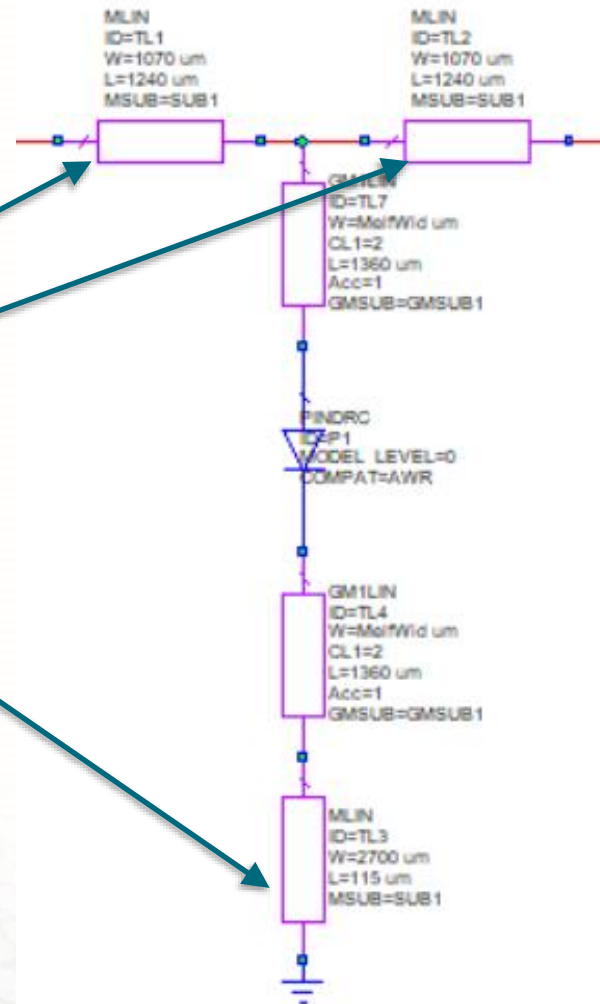 MLIN
ID=TL1
W=1070 um
L=1240 um
MSUB=SUB1
MLIN
ID=TL2
W=1070 um
L=1240 um
MSUB=SUB1
GM1LIN
ID=TL7
W=MelfWid um
CL1=2
L=1360 um
Acc=1
GMSUB=GMSUB1
PINDRC
ID=P1
MODEL_LEVEL=0
COMPAT=AWR
GM1LIN
ID=TL4
W=MelfWid um
CL1=2
L=1360 um
Acc=1
GMSUB=GMSUB1
MLIN
ID=TL3
W=2700 um
L=115 um
MSUB=SUB1